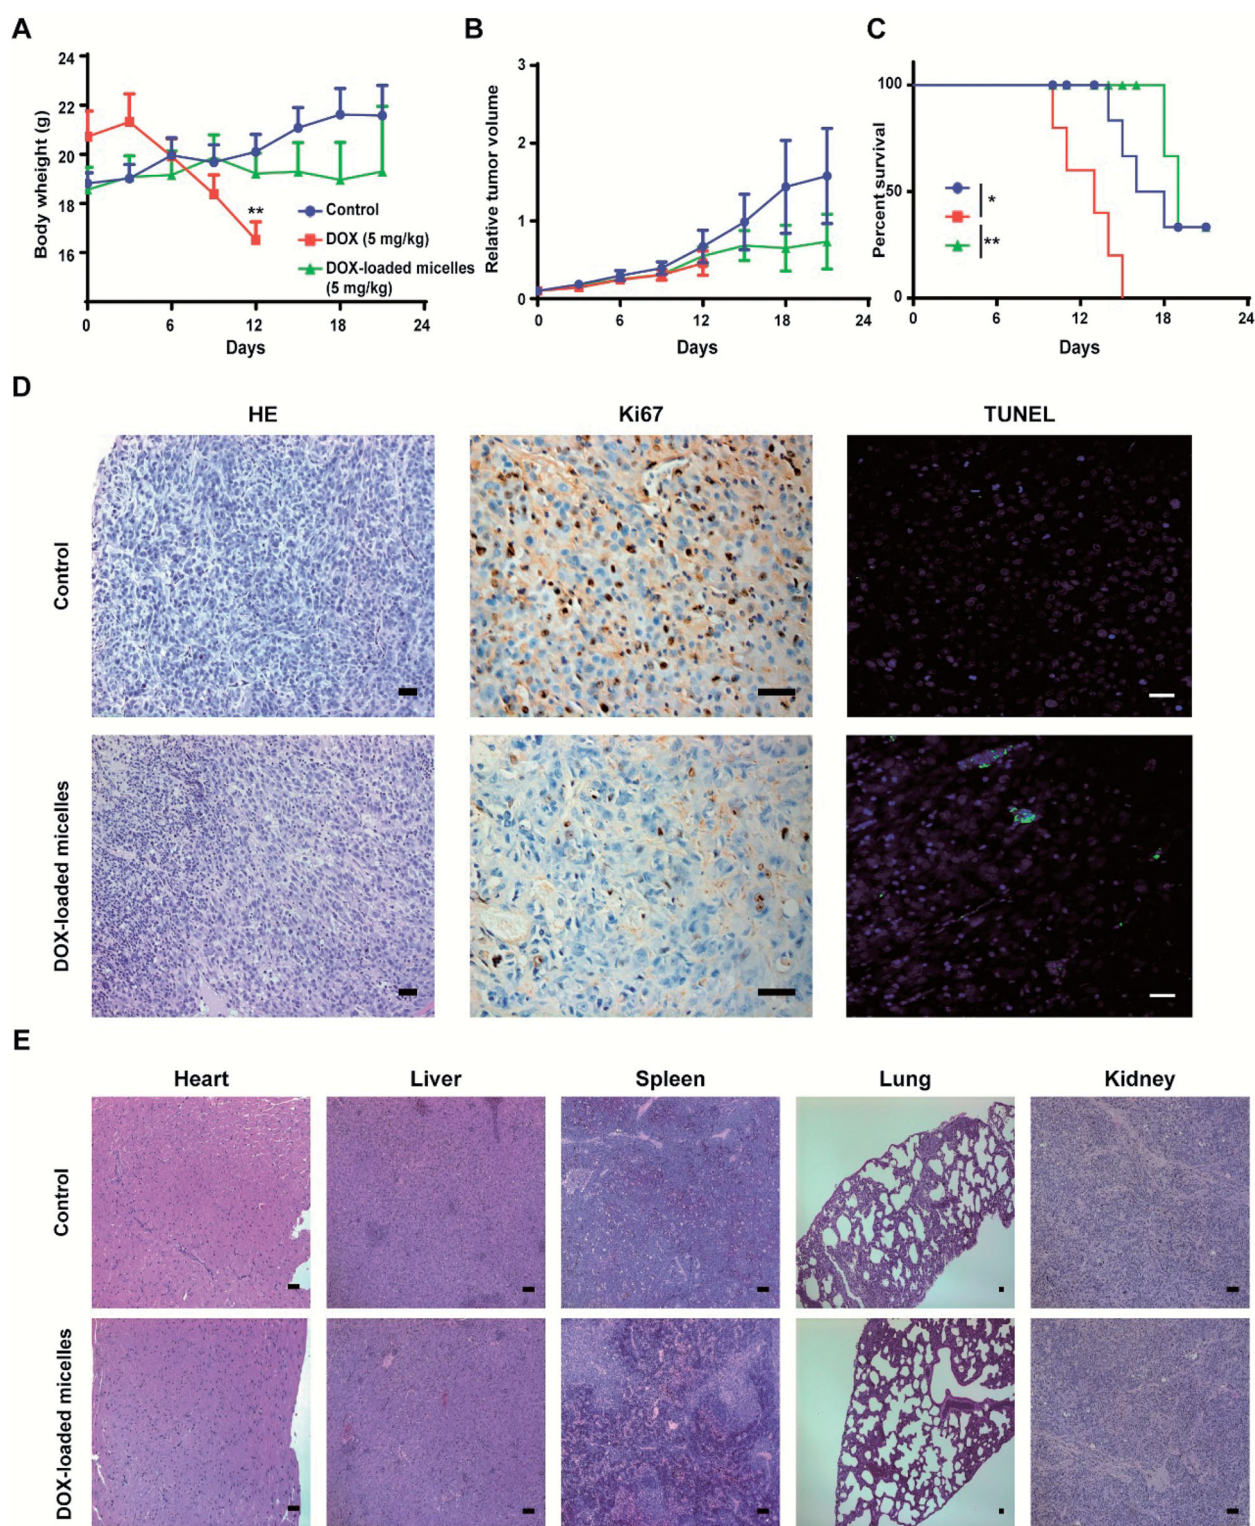 A
B
C
24
22
20
18
16
Body wheight (g)
**
Control
DOX (5 mg/kg)
DOX-loaded micelles
(5 mg/kg)
0
6
12
18
24
Days
3
2
1
0
Relative tumor volume
0
6
12
18
24
Days
100
50
0
Percent survival
*
**
6
12
18
24
Days
D
HE
Ki67
TUNEL
Control
DOX-loaded micelles
E
Heart
Liver
Spleen
Lung
Kidney
Control
DOX-loaded micelles